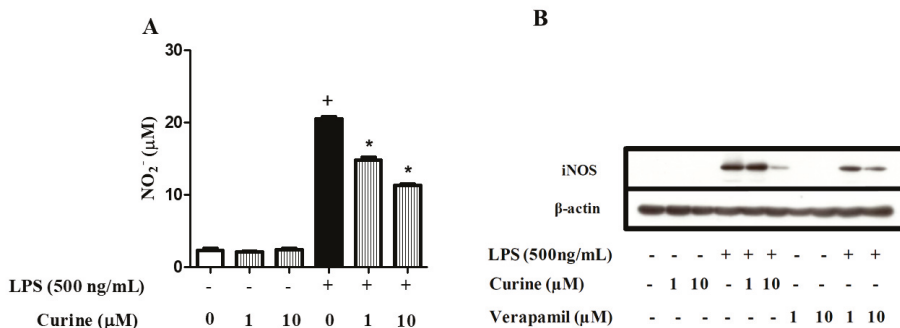 A
30
20
10
0
NO₂⁻ (µM)
+
*
*
LPS (500 ng/mL) - - - + + +
Curine (µM) 0 1 10 0 1 10
B
iNOS
β-actin
LPS (500ng/mL) - - - + + + - - + +
Curine (µM) - 1 10 - 1 10 - - - -
Verapamil (µM) - - - - - - 1 10 1 10